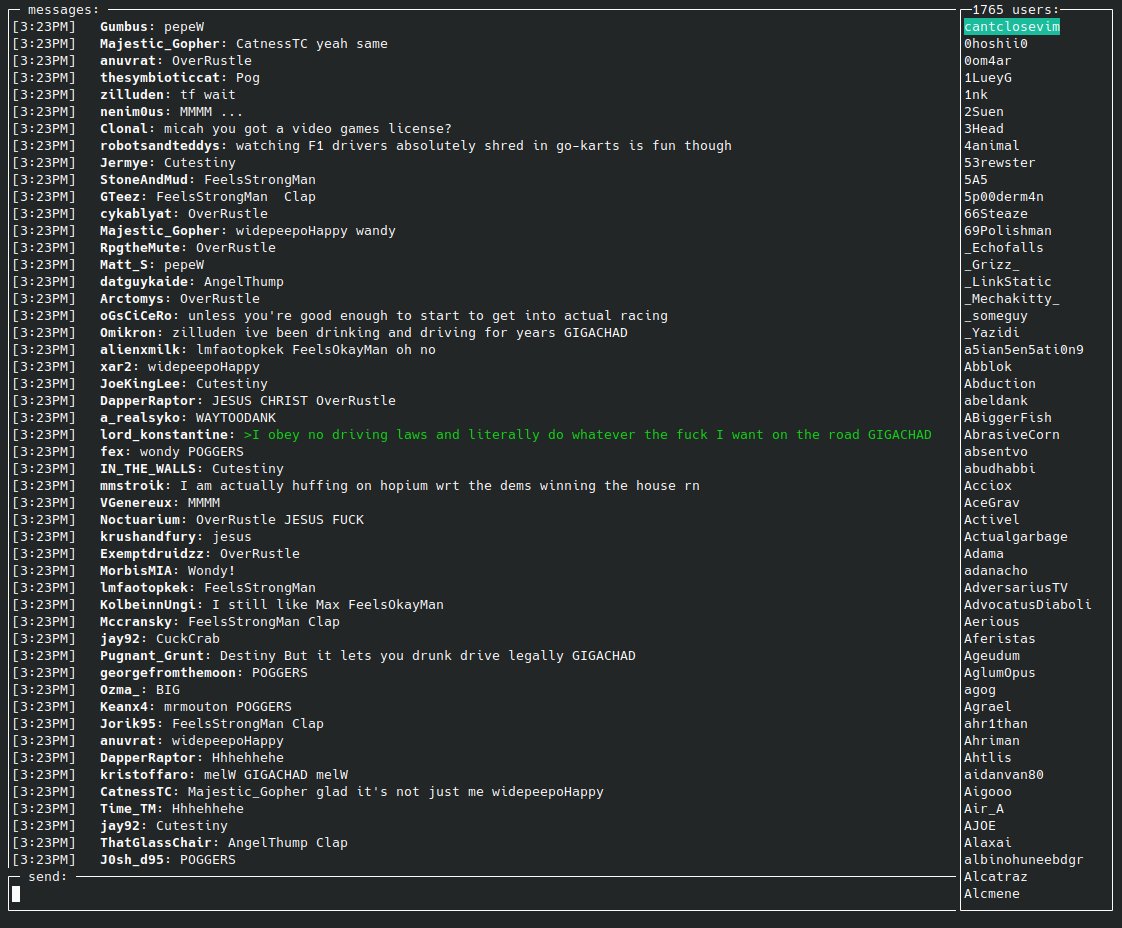 messages:
[3:23PM] Gumbus: pepeW
[3:23PM] Majestic_Gopher: CatnessTC yeah same
[3:23PM] anuvrat: OverRustle
[3:23PM] thesymbioticcat: Pog
[3:23PM] zilluden: tf wait
[3:23PM] nenim0us: MMMM ...
[3:23PM] Clonal: micah you got a video games license?
[3:23PM] robotsandteddys: watching F1 drivers absolutely shred in go-karts is fun though
[3:23PM] Jermye: Cutestiny
[3:23PM] StoneAndMud: FeelsStrongMan
[3:23PM] GTeez: FeelsStrongMan  Clap
[3:23PM] cykablyat: OverRustle
[3:23PM] Majestic_Gopher: widepeepoHappy wandy
[3:23PM] RpgtheMute: OverRustle
[3:23PM] Matt_S: pepeW
[3:23PM] datguykaide: AngelThump
[3:23PM] Arctomys: OverRustle
[3:23PM] oGsCiCeRo: unless you're good enough to start to get into actual racing
[3:23PM] Omikron: zilluden ive been drinking and driving for years GIGACHAD
[3:23PM] alienxmilk: lmfaotopkek FeelsOkayMan oh no
[3:23PM] xar2: widepeepoHappy
[3:23PM] JoeKingLee: Cutestiny
[3:23PM] DapperRaptor: JESUS CHRIST OverRustle
[3:23PM] a_realsyko: WAYTOODANK
[3:23PM] lord_konstantine: >I obey no driving laws and literally do whatever the fuck I want on the road GIGACHAD
[3:23PM] fex: wondy POGGERS
[3:23PM] IN_THE_WALLS: Cutestiny
[3:23PM] mmstroik: I am actually huffing on hopium wrt the dems winning the house rn
[3:23PM] VGenereux: MMMM
[3:23PM] Noctuarium: OverRustle JESUS FUCK
[3:23PM] krushandfury: jesus
[3:23PM] Exemptdruidzz: OverRustle
[3:23PM] MorbisMIA: Wondy!
[3:23PM] lmfaotopkek: FeelsStrongMan
[3:23PM] KolbeinnUngi: I still like Max FeelsOkayMan
[3:23PM] Mccransky: FeelsStrongMan Clap
[3:23PM] jay92: CuckCrab
[3:23PM] Pugnant_Grunt: Destiny But it lets you drunk drive legally GIGACHAD
[3:23PM] georgefromthemoon: POGGERS
[3:23PM] Ozma_: BIG
[3:23PM] Keanx4: mrmouton POGGERS
[3:23PM] Jorik95: FeelsStrongMan Clap
[3:23PM] anuvrat: widepeepoHappy
[3:23PM] DapperRaptor: Hhhehhehe
[3:23PM] kristoffaro: melW GIGACHAD melW
[3:23PM] CatnessTC: Majestic_Gopher glad it's not just me widepeepoHappy
[3:23PM] Time_TM: Hhhehhehe
[3:23PM] jay92: Cutestiny
[3:23PM] ThatGlassChair: AngelThump Clap
[3:23PM] J0sh_d95: POGGERS
send:
1765 users:
cantclosevim
0hoshii0
0om4ar
1LueyG
1nk
2Suen
3Head
4animal
53rewster
5A5
5p00derm4n
66Steaze
69Polishman
_Echofalls
_Grizz_
_LinkStatic
_Mechakitty_
_someguy
_Yazidi
a5ian5en5ati0n9
Abblok
Abduction
abeldank
ABiggerFish
AbrasiveCorn
absentvo
abudhabbi
Acciox
AceGrav
Activel
Actualgarbage
Adama
adanacho
AdversariusTV
AdvocatusDiaboli
Aerious
Aferistas
Ageudum
AglumOpus
agog
Agrael
ahr1than
Ahriman
Ahtlis
aidanvan80
Aigooo
Air_A
AJOE
Alaxai
albinohuneebdgr
Alcatraz
Alcmene